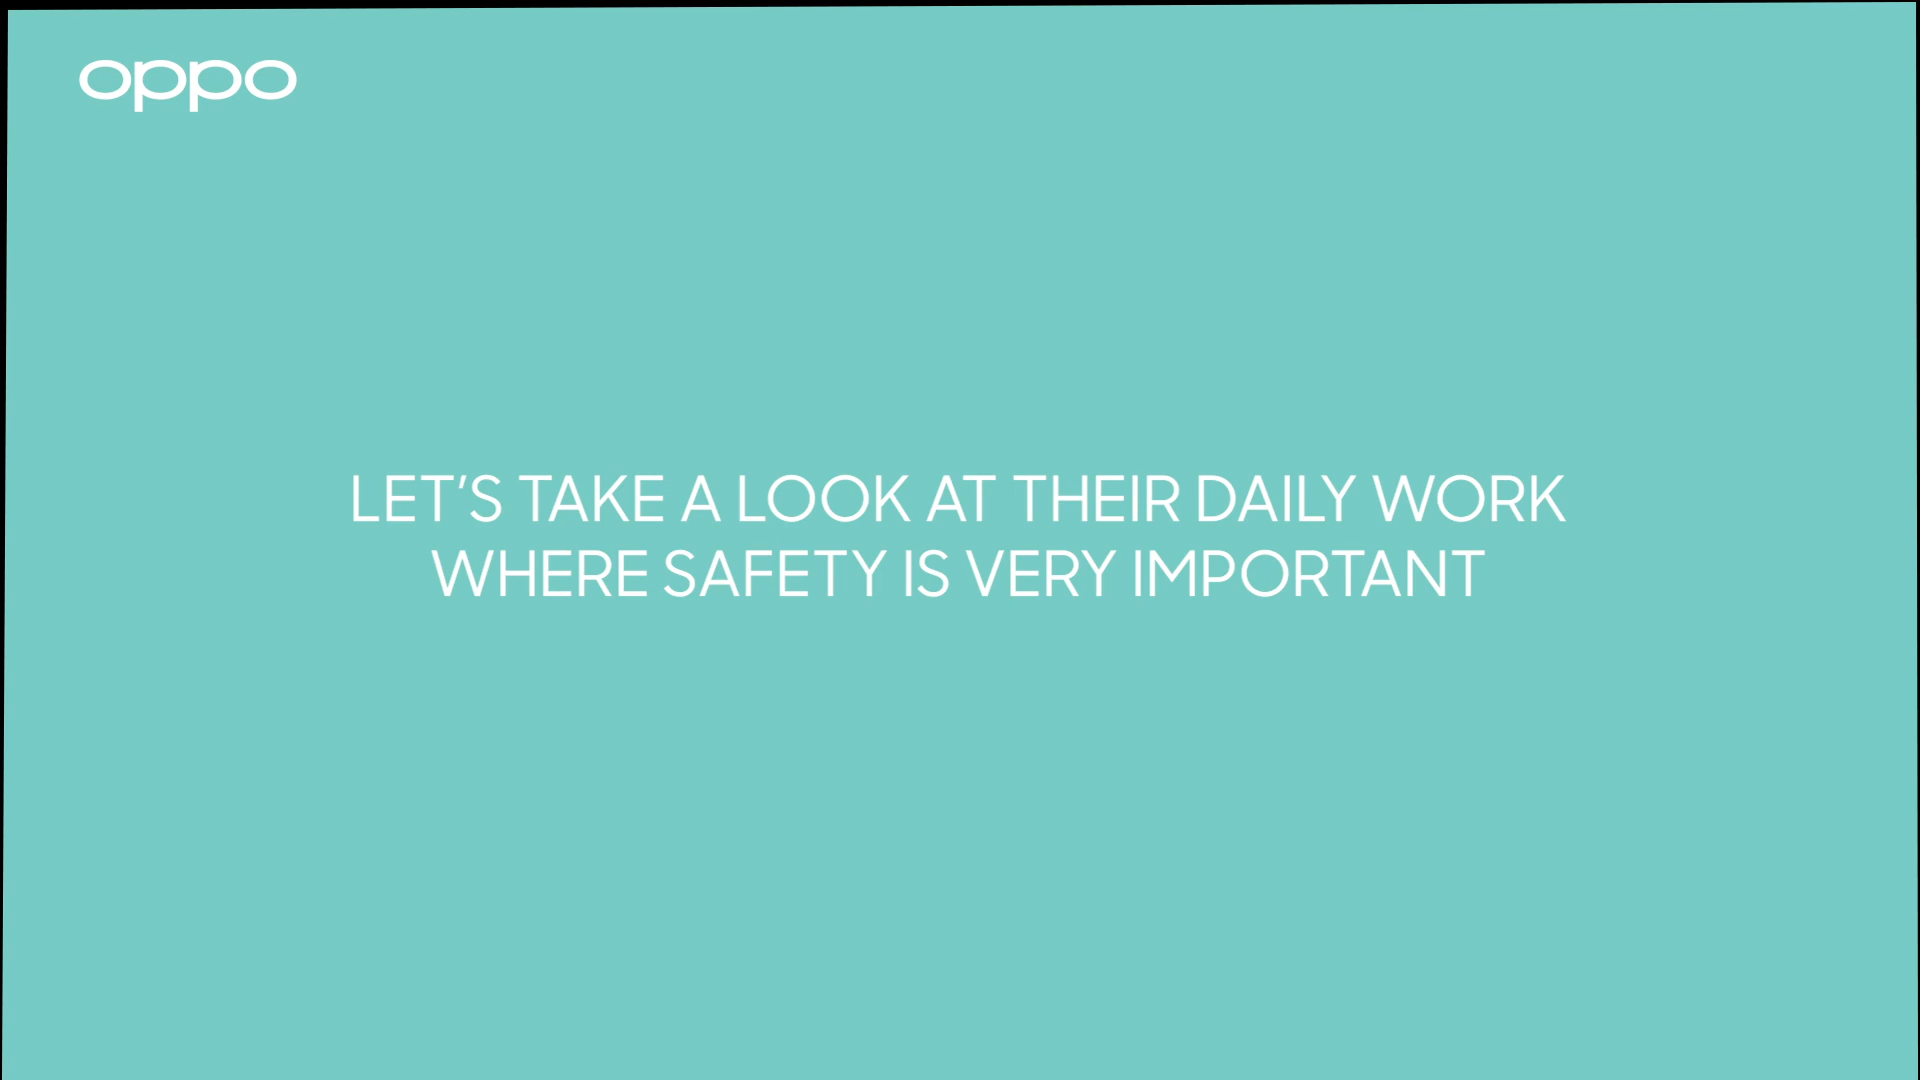 oppo
LET'S TAKE A LOOK AT THEIR DAILY WORK
WHERE SAFETY IS VERY IMPORTANT